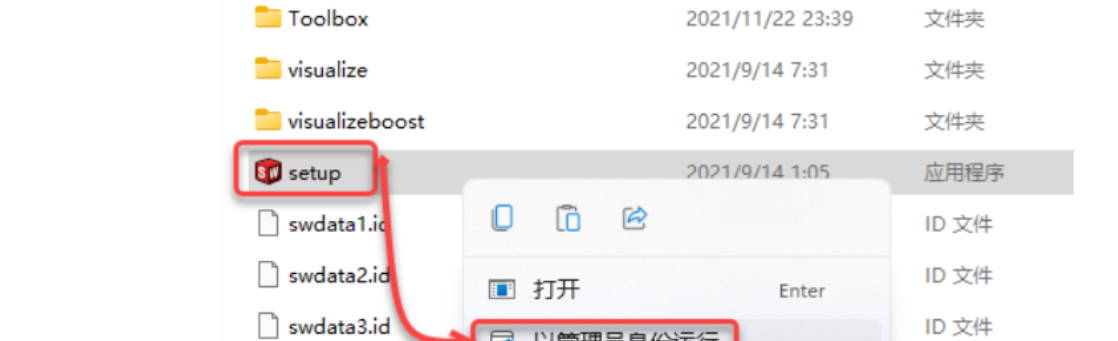 Toolbox 2021/11/22 23:39 文件夹
visualize 2021/9/14 7:31 文件夹
visualizeboost 2021/9/14 7:31 文件夹
setup 2021/9/14 1:05 应用程序
swdata1.id ID 文件
swdata2.id ID 文件
打开 Enter
swdata3.id ID 文件
以管理员身份运行